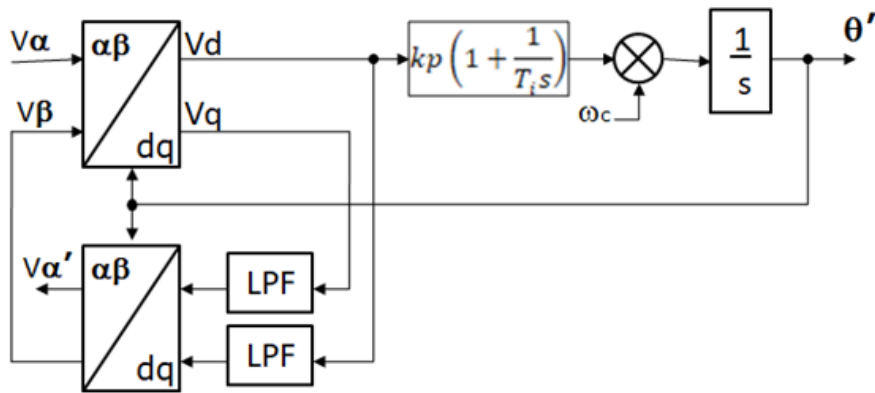 Vα αβ Vd kp(1 + 1/(Tᵢs)) 1/s θ′
Vβ Vq ωc
dq
Vα′ αβ LPF
LPF
dq